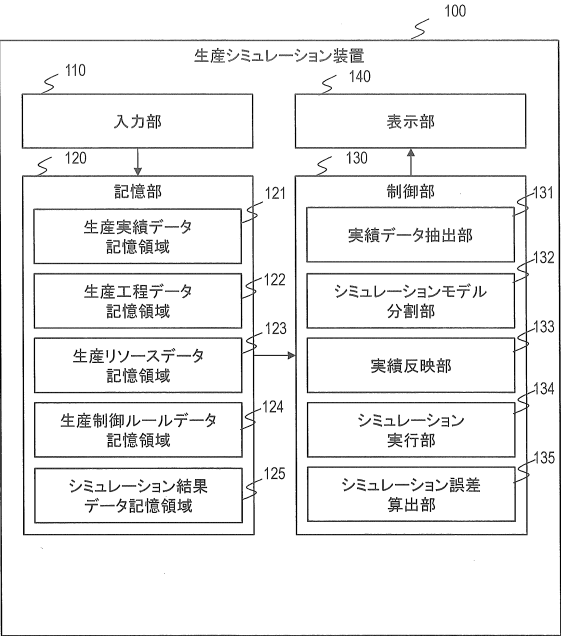 100
生産シミュレーション装置
110
入力部
140
表示部
120
記憶部
121
生産実績データ
記憶領域
122
生産工程データ
記憶領域
123
生産リソースデータ
記憶領域
124
生産制御ルールデータ
記憶領域
125
シミュレーション結果
データ記憶領域
130
制御部
131
実績データ抽出部
132
シミュレーションモデル
分割部
133
実績反映部
134
シミュレーション
実行部
135
シミュレーション誤差
算出部